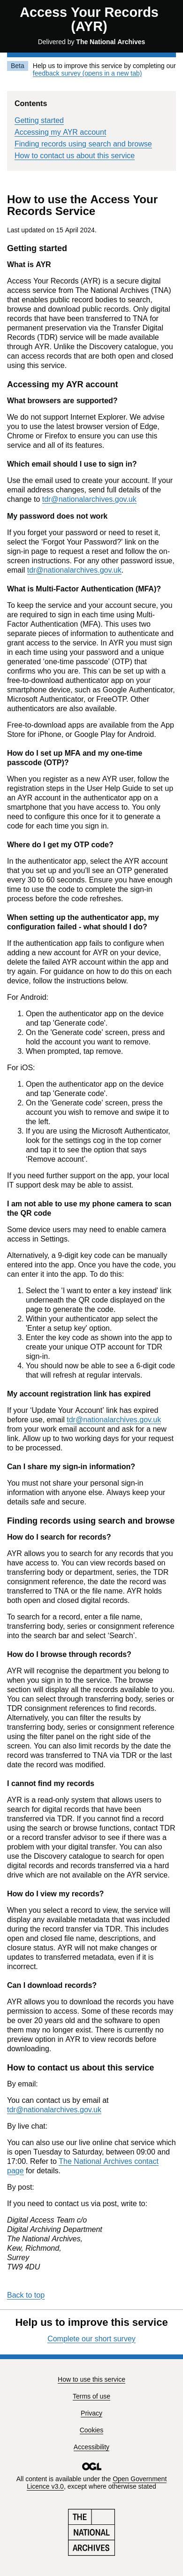 Access Your Records
(AYR)
Delivered by The National Archives
Beta
Help us to improve this service by completing our
feedback survey (opens in a new tab)
Contents
Getting started
Accessing my AYR account
Finding records using search and browse
How to contact us about this service
How to use the Access Your
Records Service
Last updated on 15 April 2024.
Getting started
What is AYR
Access Your Records (AYR) is a secure digital
access service from The National Archives (TNA)
that enables public record bodies to search,
browse and download public records. Only digital
records that have been transferred to TNA for
permanent preservation via the Transfer Digital
Records (TDR) service will be made available
through AYR. Unlike the Discovery catalogue, you
can access records that are both open and closed
using this service.
Accessing my AYR account
What browsers are supported?
We do not support Internet Explorer. We advise
you to use the latest browser version of Edge,
Chrome or Firefox to ensure you can use this
service and all of its features.
Which email should I use to sign in?
Use the email used to create your account. If your
email address changes, send full details of the
change to tdr@nationalarchives.gov.uk
My password does not work
If you forget your password or need to reset it,
select the 'Forgot Your Password?' link on the
sign-in page to request a reset and follow the on-
screen instructions. For unresolved password issue,
email tdr@nationalarchives.gov.uk.
What is Multi-Factor Authentication (MFA)?
To keep the service and your account secure, you
are required to sign in each time using Multi-
Factor Authentication (MFA). This uses two
separate pieces of information to authenticate and
grant you access to the service. In AYR you must sign
in each time using your password and a unique
generated 'one-time passcode' (OTP) that
confirms who you are. This can be set up with a
free-to-download authenticator app on your
smartphone device, such as Google Authenticator,
Microsoft Authenticator, or FreeOTP. Other
authenticators are also available.
Free-to-download apps are available from the App
Store for iPhone, or Google Play for Android.
How do I set up MFA and my one-time
passcode (OTP)?
When you register as a new AYR user, follow the
registration steps in the User Help Guide to set up
an AYR account in the authenticator app on a
smartphone that you have access to. You only
need to configure this once for it to generate a
code for each time you sign in.
Where do I get my OTP code?
In the authenticator app, select the AYR account
that you set up and you'll see an OTP generated
every 30 to 60 seconds. Ensure you have enough
time to use the code to complete the sign-in
process before the code refreshes.
When setting up the authenticator app, my
configuration failed - what should I do?
If the authentication app fails to configure when
adding a new account for AYR on your device,
delete the failed AYR account within the app and
try again. For guidance on how to do this on each
device, follow the instructions below.
For Android:
1. Open the authenticator app on the device
and tap 'Generate code'.
2. On the 'Generate code' screen, press and
hold the account you want to remove.
3. When prompted, tap remove.
For iOS:
1. Open the authenticator app on the device
and tap 'Generate code'.
2. On the 'Generate code' screen, press the
account you wish to remove and swipe it to
the left.
3. If you are using the Microsoft Authenticator,
look for the settings cog in the top corner
and tap it to see the option that says
'Remove account'.
If you need further support on the app, your local
IT support desk may be able to assist.
I am not able to use my phone camera to scan
the QR code
Some device users may need to enable camera
access in Settings.
Alternatively, a 9-digit key code can be manually
entered into the app. Once you have the code, you
can enter it into the app. To do this:
1. Select the 'I want to enter a key instead' link
underneath the QR code displayed on the
page to generate the code.
2. Within your authenticator app select the
'Enter a setup key' option.
3. Enter the key code as shown into the app to
create your unique OTP account for TDR
sign-in.
4. You should now be able to see a 6-digit code
that will refresh at regular intervals.
My account registration link has expired
If your 'Update Your Account' link has expired
before use, email tdr@nationalarchives.gov.uk
from your work email account and ask for a new
link. Allow up to two working days for your request
to be processed.
Can I share my sign-in information?
You must not share your personal sign-in
information with anyone else. Always keep your
details safe and secure.
Finding records using search and browse
How do I search for records?
AYR allows you to search for any records that you
have access to. You can view records based on
transferring body or department, series, the TDR
consignment reference, the date the record was
transferred to TNA or the file name. AYR holds
both open and closed digital records.
To search for a record, enter a file name,
transferring body, series or consignment reference
into the search bar and select 'Search'.
How do I browse through records?
AYR will recognise the department you belong to
when you sign in to the service. The browse
section will display all the records available to you.
You can sort through transferring body, series or
TDR consignment references to find records.
Alternatively, you can filter the results by
transferring body, series or consignment reference
using the filter panel on the right side of the
screen. You can also limit records by the date the
record was transferred to TNA via TDR or the last
date the record was modified.
I cannot find my records
AYR is a read-only system that allows users to
search for digital records that have been
transferred via TDR. If you cannot find a record
using the search or browse functions, contact TDR
or a record transfer advisor to see if there was a
problem with your digital transfer. You can also
use the Discovery catalogue to search for open
digital records and records transferred via a hard
drive which are not available on the AYR service.
How do I view my records?
When you select a record to view, the service will
display any available metadata that was included
during the transfer via TDR. This includes open
and closed file name, descriptions, and
closure status. AYR will not make changes or
updates to transferred metadata, even if it is
incorrect.
Can I download records?
AYR allows you to download the records you have
permission to access. Some of these records may
be over 20 years old and the software to open
them may no longer exist. There is currently no
preview option in AYR to view records before
downloading.
How to contact us about this service
By email:
You can contact us by email at
tdr@nationalarchives.gov.uk
By live chat:
You can also use our live online chat service which
is open Tuesday to Saturday, between 09:00 and
17:00. Refer to The National Archives contact
page for details.
By post:
If you need to contact us via post, write to:
Digital Access Team c/o
Digital Archiving Department
The National Archives,
Kew, Richmond,
Surrey
TW9 4DU
Back to top
Help us to improve this service
Complete our short survey
How to use this service
Terms of use
Privacy
Cookies
Accessibility
OGL
All content is available under the Open Government
Licence v3.0, except where otherwise stated
THE
NATIONAL
ARCHIVES